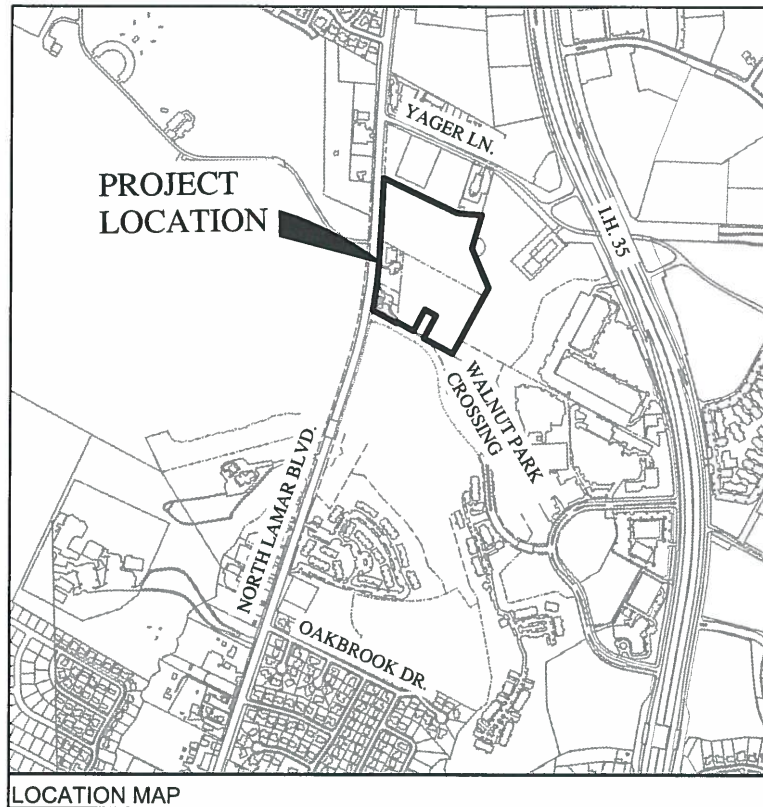 YAGER LN.
PROJECT
LOCATION
I.H. 35
WALNUT PARK
CROSSING
NORTH LAMAR BLVD.
OAKBROOK DR.
LOCATION MAP